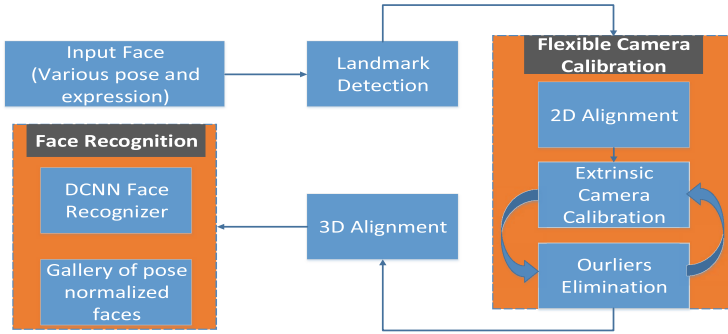 Input Face
(Various pose and
expression)
Landmark
Detection
Flexible Camera
Calibration
2D Alignment
Extrinsic
Camera
Calibration
Ourliers
Elimination
3D Alignment
Face Recognition
DCNN Face
Recognizer
Gallery of pose
normalized
faces